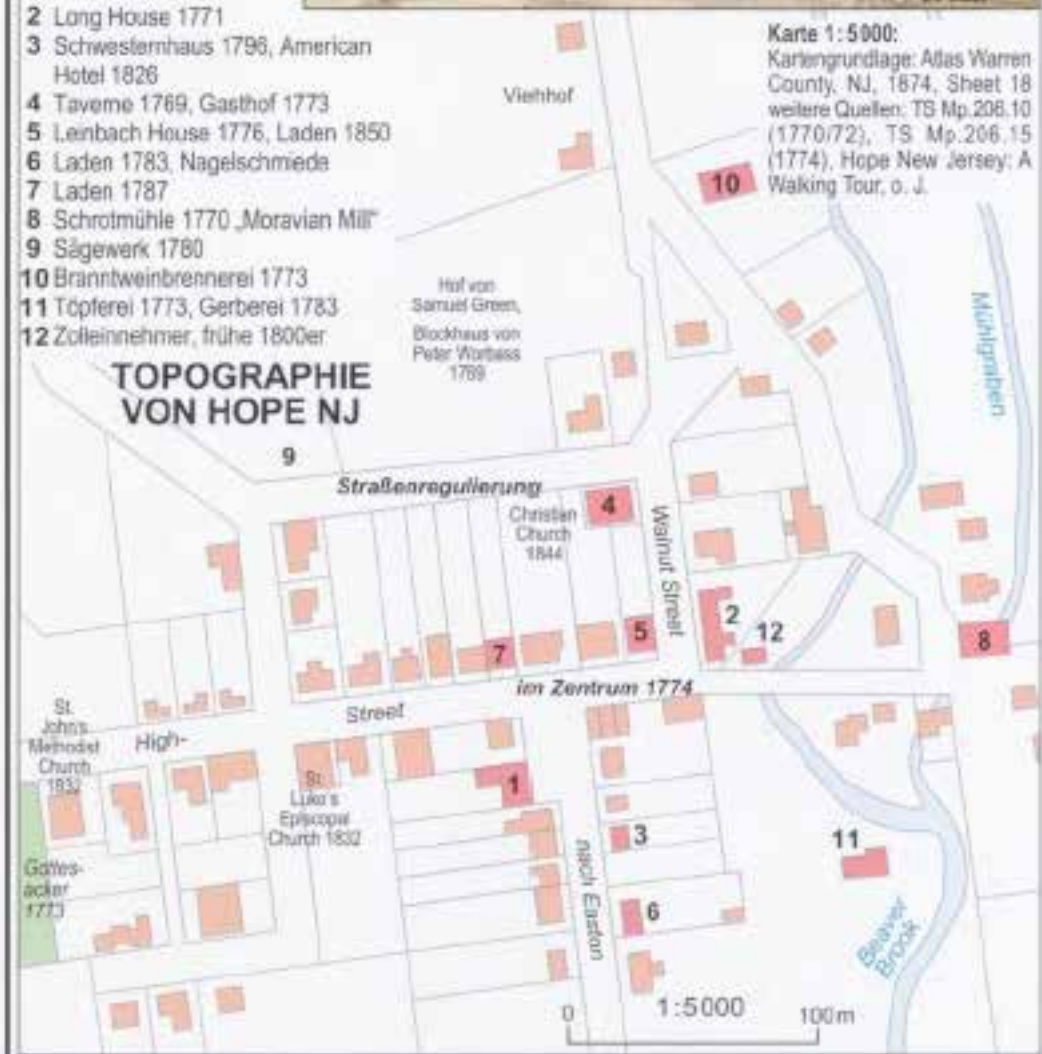 2 Long House 1771
3 Schwesternhaus 1796, American
Hotel 1826
4 Taverne 1769, Gasthof 1773
5 Leinbach House 1776, Laden 1850
6 Laden 1783, Nagelschmiede
7 Laden 1787
8 Schrotmühle 1770 „Moravian Mill“
9 Sägewerk 1780
10 Branntweinbrennerei 1773
11 Töpferei 1773, Gerberei 1783
12 Zolleinnehmer, frühe 1800er
TOPOGRAPHIE
VON HOPE NJ
Karte 1:5000:
Kartengrundlage: Atlas Warren
County, NJ, 1874, Sheet 18
weitere Quellen: TS Mp.206.10
(1770/72), TS Mp.206.15
(1774), Hope New Jersey: A
Walking Tour, o. J.
Viehhof
10
Hof von
Samuel Green,
Blockhaus von
Peter Worbass
1769
Mühlgraben
9
Straßenregulierung
4
Christian
Church
1844
Walnut Street
2
12
5
7
8
im Zentrum 1774
Street
High-
St.
John's
Methodist
Church
1832
St.
Luke's
Episcopal
Church 1832
1
3
11
Gottes-
acker
1773
6
nach Easton
Beaver
Brook
1:5000
0
100m